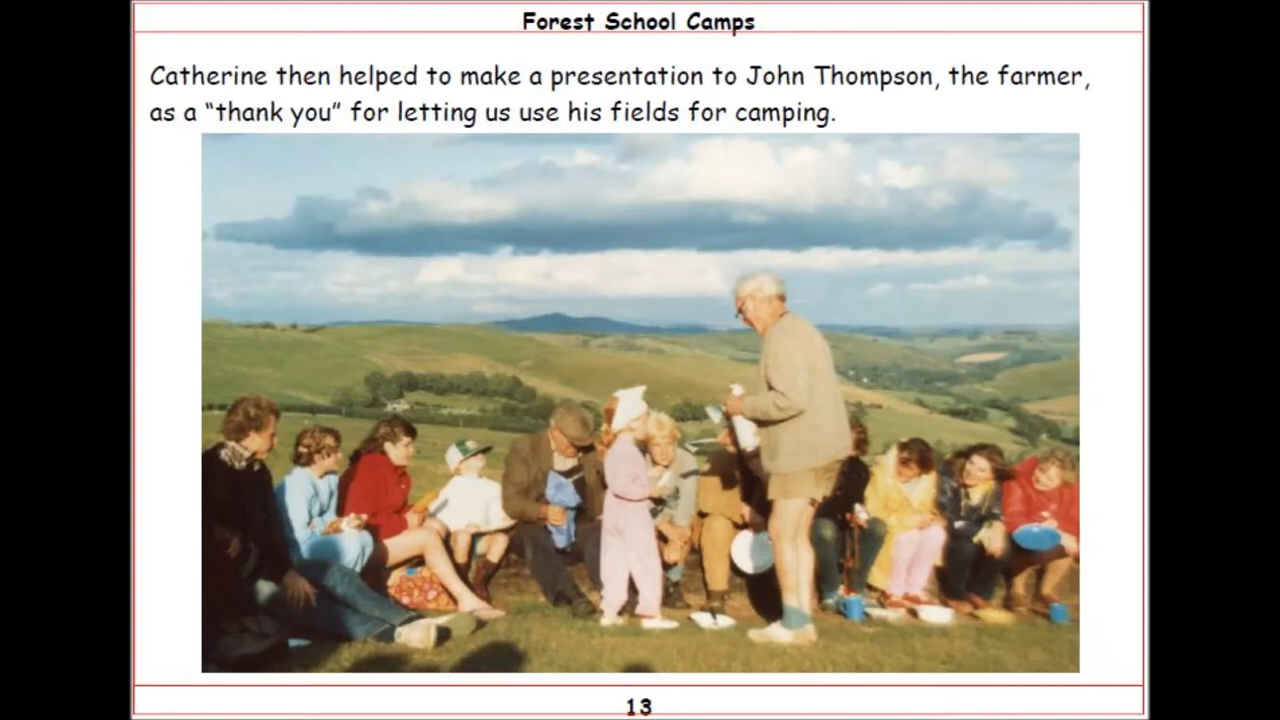 Forest School Camps
Catherine then helped to make a presentation to John Thompson, the farmer,
as a “thank you” for letting us use his fields for camping.
13